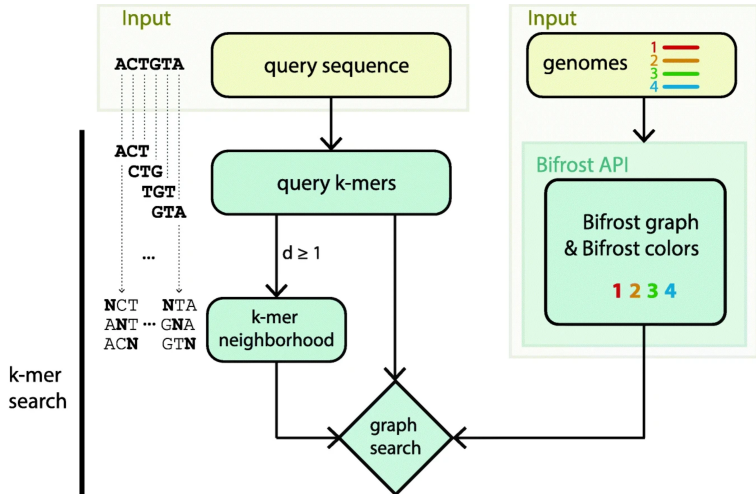 Input
ACTGTA
query sequence
Input
genomes
1
2
3
4
ACT
CTG
TGT
GTA
...
query k-mers
Bifrost API
Bifrost graph
& Bifrost colors
1 2 3 4
d ≥ 1
NCT NTA
ANT ... GNA
ACN GTN
k-mer
neighborhood
k-mer
search
graph
search